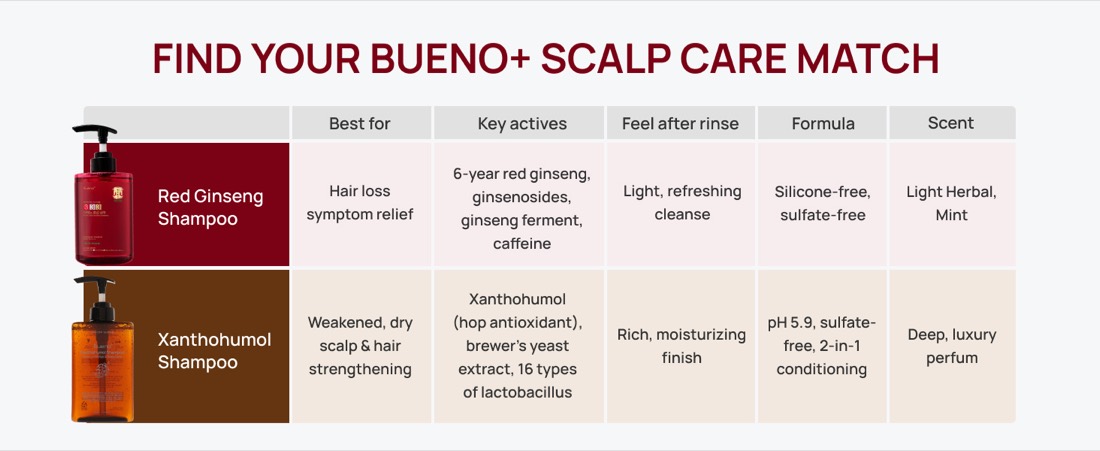 FIND YOUR BUENO+ SCALP CARE MATCH
Best for
Key actives
Feel after rinse
Formula
Scent
Red Ginseng
Shampoo
Hair loss
symptom relief
6-year red ginseng,
ginsenosides,
ginseng ferment,
caffeine
Light, refreshing
cleanse
Silicone-free,
sulfate-free
Light Herbal,
Mint
Xanthohumol
Shampoo
Weakened, dry
scalp & hair
strengthening
Xanthohumol
(hop antioxidant),
brewer's yeast
extract, 16 types
of lactobacillus
Rich, moisturizing
finish
pH 5.9, sulfate-
free, 2-in-1
conditioning
Deep, luxury
perfum